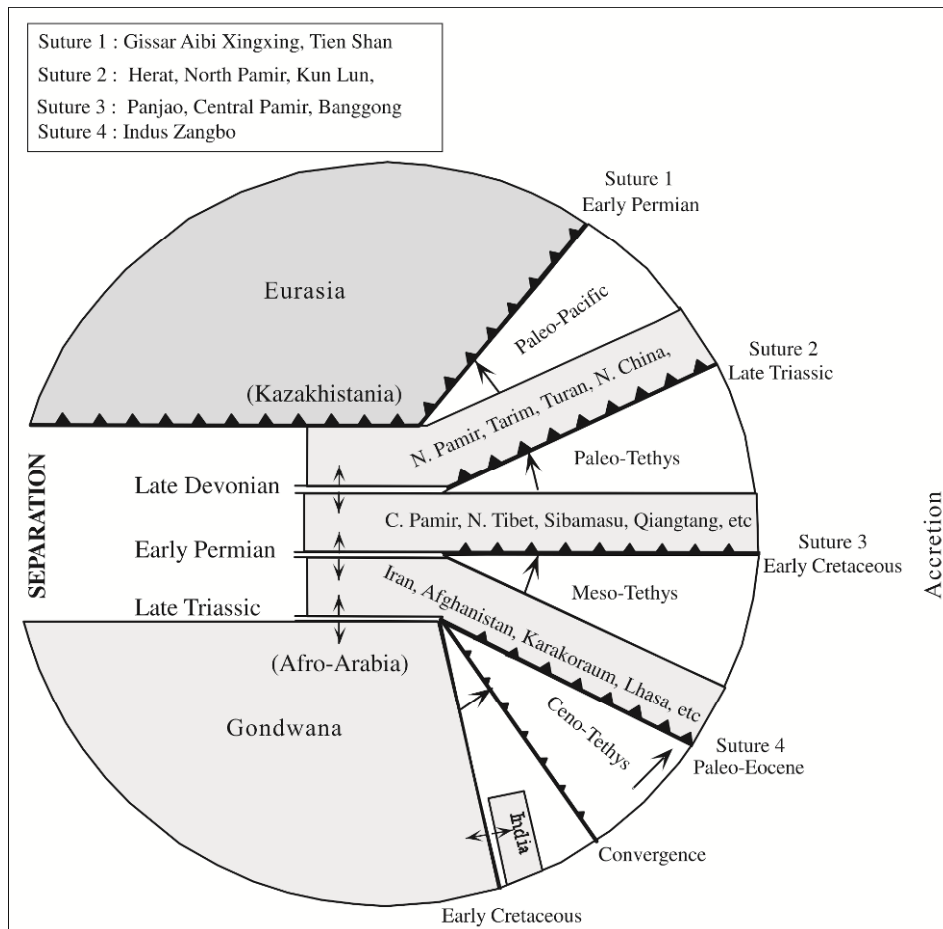 Suture 1 : Gissar Aibi Xingxing, Tien Shan
Suture 2 : Herat, North Pamir, Kun Lun,
Suture 3 : Panjao, Central Pamir, Banggong
Suture 4 : Indus Zangbo
Suture 1
Early Permian
Eurasia
Paleo-Pacific
(Kazakhistania)
Suture 2
Late Triassic
N. Pamir, Tarim, Turan, N. China,
Paleo-Tethys
SEPARATION
Late Devonian
C. Pamir, N. Tibet, Sibamasu, Qiangtang, etc
Early Permian
Suture 3
Early Cretaceous
Accretion
Meso-Tethys
Late Triassic
Iran, Afghanistan, Karakoraum, Lhasa, etc
(Afro-Arabia)
Gondwana
Ceno-Tethys
Suture 4
Paleo-Eocene
India
Convergence
Early Cretaceous